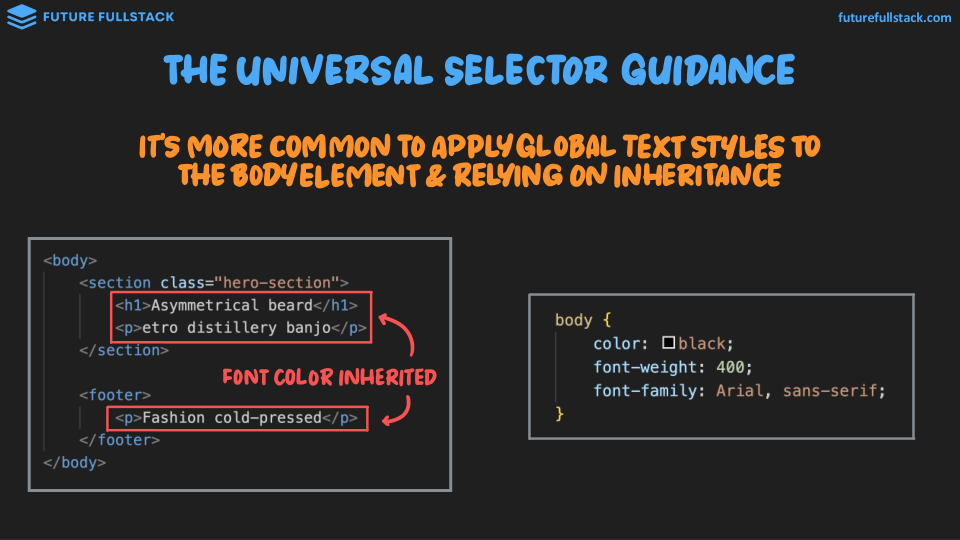 FUTURE FULLSTACK
futurefullstack.com
THE UNIVERSAL SELECTOR GUIDANCE
IT'S MORE COMMON TO APPLY GLOBAL TEXT STYLES TO
THE BODY ELEMENT & RELYING ON INHERITANCE
<body>
<section class="hero-section">
<h1>Asymmetrical beard</h1>
<p>etro distillery banjo</p>
</section>
FONT COLOR INHERITED
<footer>
<p>Fashion cold-pressed</p>
</footer>
</body>
body {
color: black;
font-weight: 400;
font-family: Arial, sans-serif;
}